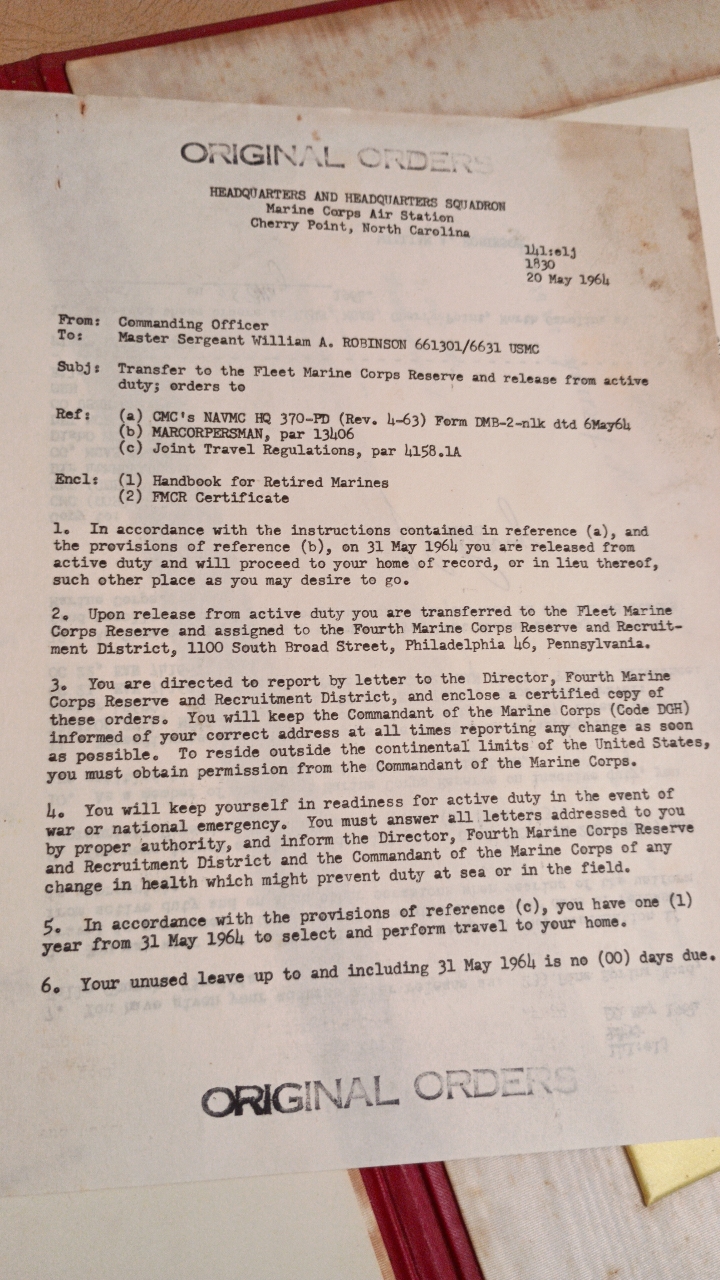 ORIGINAL ORDERS
HEADQUARTERS AND HEADQUARTERS SQUADRON
Marine Corps Air Station
Cherry Point, North Carolina
141:elj
1830
20 May 1964
From: Commanding Officer
To: Master Sergeant William A. ROBINSON 661301/6631 USMC
Subj: Transfer to the Fleet Marine Corps Reserve and release from active
duty; orders to
Ref: (a) CMC's NAVMC HQ 370-PD (Rev. 4-63) Form DMB-2-nlk dtd 6May64
(b) MARCORPERSMAN, par 13406
(c) Joint Travel Regulations, par 4158.1A
Encl: (1) Handbook for Retired Marines
(2) FMCR Certificate
1. In accordance with the instructions contained in reference (a), and
the provisions of reference (b), on 31 May 1964 you are released from
active duty and will proceed to your home of record, or in lieu thereof,
such other place as you may desire to go.
2. Upon release from active duty you are transferred to the Fleet Marine
Corps Reserve and assigned to the Fourth Marine Corps Reserve and Recruit-
ment District, 1100 South Broad Street, Philadelphia 46, Pennsylvania.
3. You are directed to report by letter to the Director, Fourth Marine
Corps Reserve and Recruitment District, and enclose a certified copy of
these orders. You will keep the Commandant of the Marine Corps (Code DGH)
informed of your correct address at all times reporting any change as soon
as possible. To reside outside the continental limits of the United States,
you must obtain permission from the Commandant of the Marine Corps.
4. You will keep yourself in readiness for active duty in the event of
war or national emergency. You must answer all letters addressed to you
by proper authority, and inform the Director, Fourth Marine Corps Reserve
and Recruitment District and the Commandant of the Marine Corps of any
change in health which might prevent duty at sea or in the field.
5. In accordance with the provisions of reference (c), you have one (1)
year from 31 May 1964 to select and perform travel to your home.
6. Your unused leave up to and including 31 May 1964 is no (00) days due.
ORIGINAL ORDERS